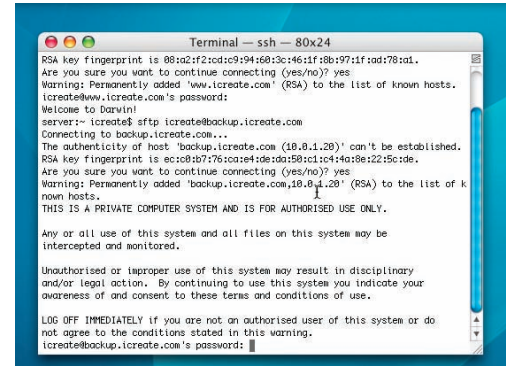 Terminal — ssh — 80x24
RSA key fingerprint is 08:a2:f2:cd:c9:94:60:3c:46:1f:8b:97:1f:ad:78:a1.
Are you sure you want to continue connecting (yes/no)? yes
Warning: Permanently added 'www.icreate.com' (RSA) to the list of known hosts.
icreate@www.icreate.com's password:
Welcome to Darwin!
server:~ icreate$ sftp icreate@backup.icreate.com
Connecting to backup.icreate.com...
The authenticity of host 'backup.icreate.com (10.0.1.20)' can't be established.
RSA key fingerprint is ec:c0:b7:76:ca:e4:de:da:50:c1:c4:4a:8e:22:5c:de.
Are you sure you want to continue connecting (yes/no)? yes
Warning: Permanently added 'backup.icreate.com,10.0.1.20' (RSA) to the list of k
nown hosts.
THIS IS A PRIVATE COMPUTER SYSTEM AND IS FOR AUTHORISED USE ONLY.
Any or all use of this system and all files on this system may be
intercepted and monitored.
Unauthorised or improper use of this system may result in disciplinary
and/or legal action. By continuing to use this system you indicate your
awareness of and consent to these terms and conditions of use.
LOG OFF IMMEDIATELY if you are not an authorised user of this system or do
not agree to the conditions stated in this warning.
icreate@backup.icreate.com's password: